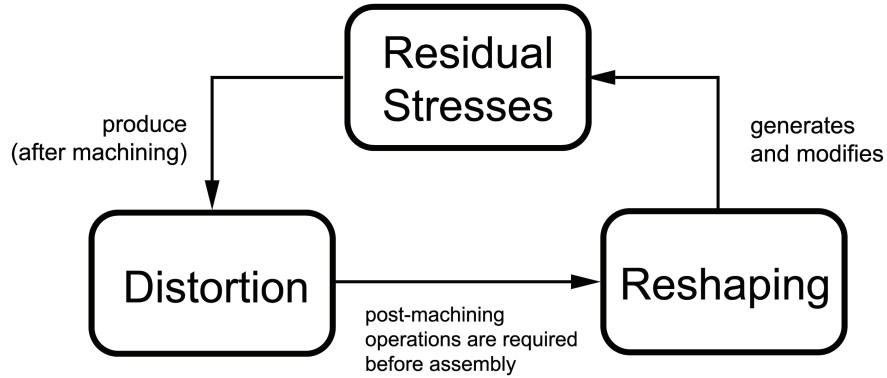 Residual
Stresses
produce
(after machining)
generates
and modifies
Distortion
Reshaping
post-machining
operations are required
before assembly